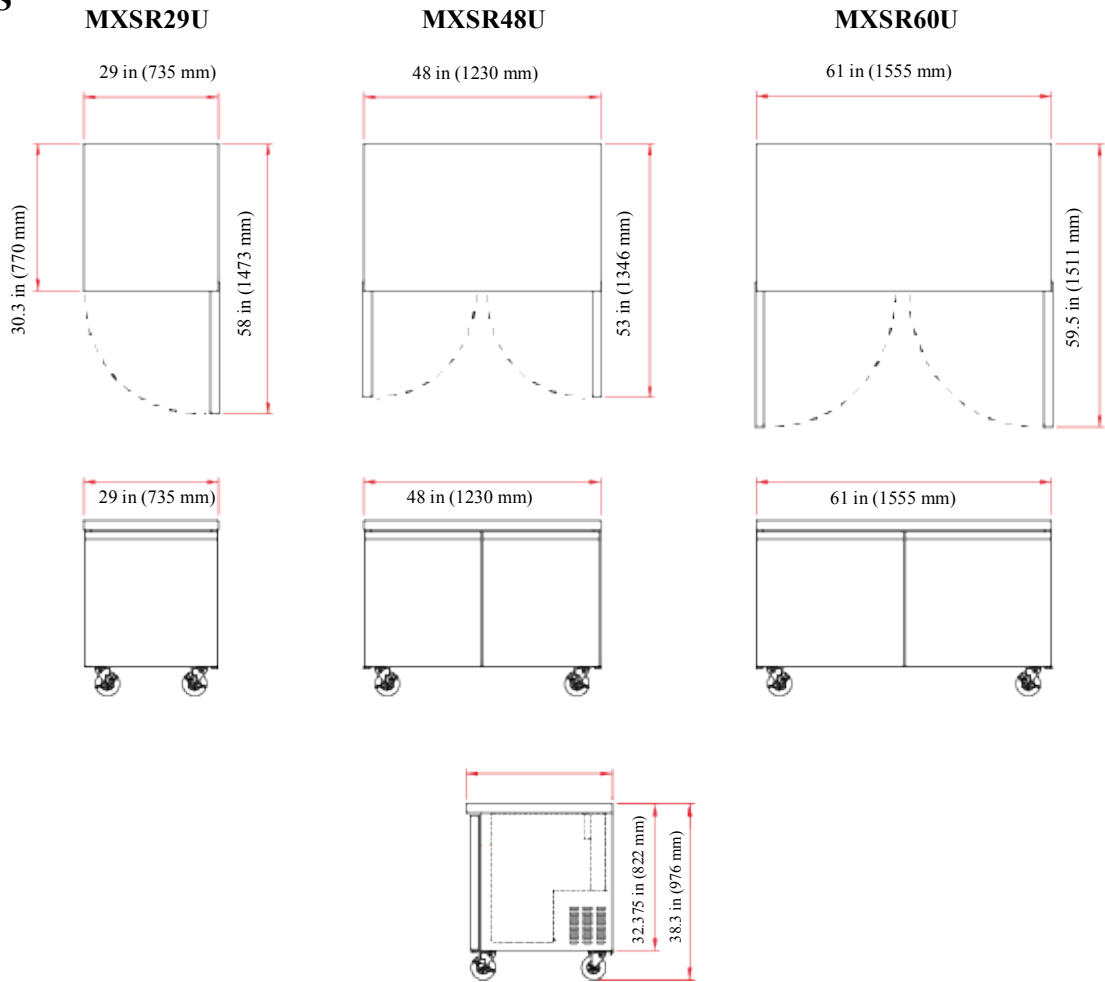 S
MXSR29U
MXSR48U
MXSR60U
29 in (735 mm)
48 in (1230 mm)
61 in (1555 mm)
30.3 in (770 mm)
58 in (1473 mm)
53 in (1346 mm)
59.5 in (1511 mm)
29 in (735 mm)
48 in (1230 mm)
61 in (1555 mm)
32.375 in (822 mm)
38.3 in (976 mm)